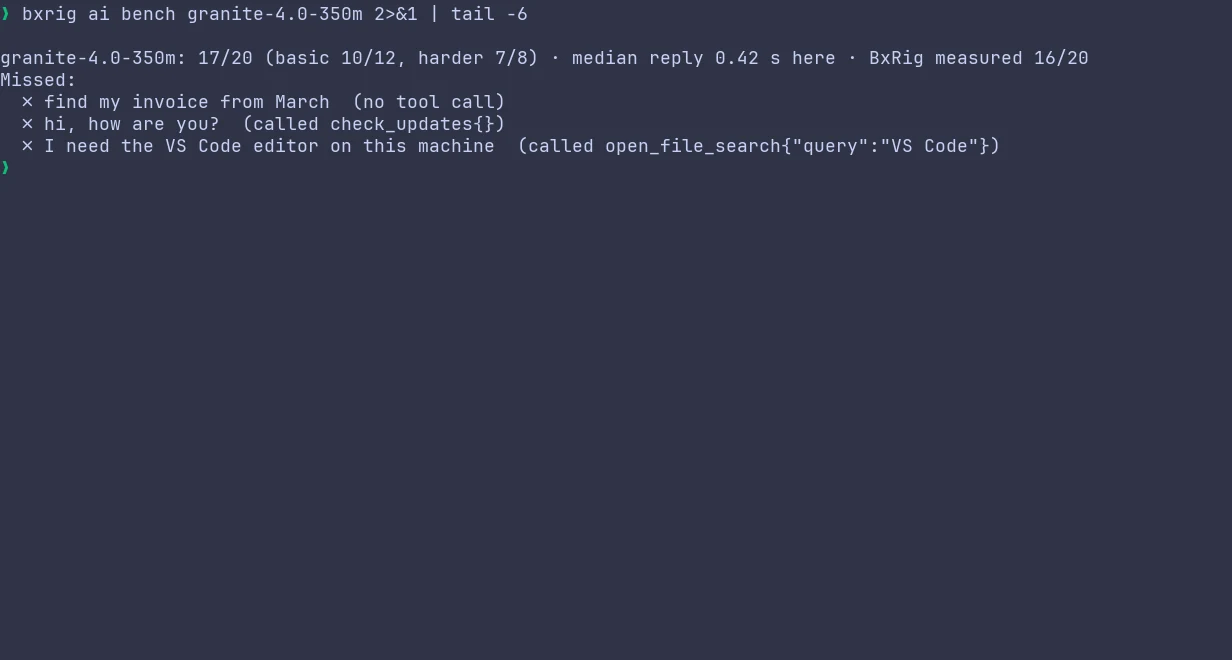 ❯ bxrig ai bench granite-4.0-350m 2>&1 | tail -6
granite-4.0-350m: 17/20 (basic 10/12, harder 7/8) · median reply 0.42 s here · BxRig measured 16/20
Missed:
  ✕ find my invoice from March  (no tool call)
  ✕ hi, how are you?  (called check_updates{})
  ✕ I need the VS Code editor on this machine  (called open_file_search{"query":"VS Code"})
❯